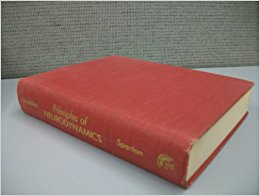 Principles of
NEURODYNAMICS
Spartan